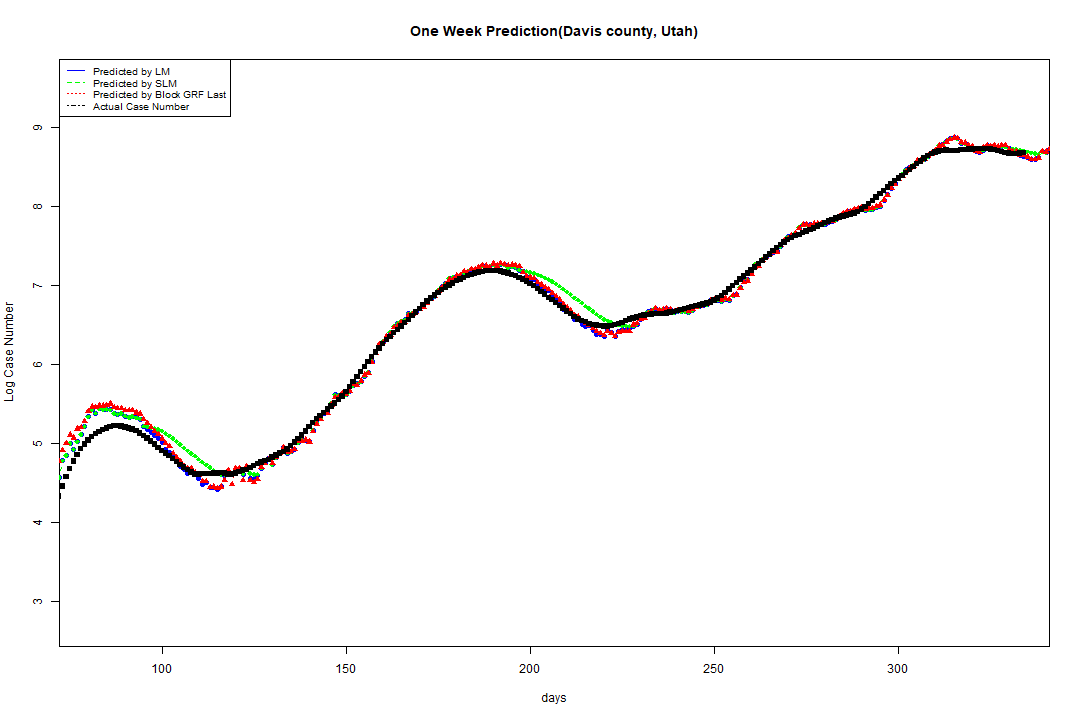 One Week Prediction(Davis county, Utah)
Predicted by LM
Predicted by SLM
Predicted by Block GRF Last
Actual Case Number
9
8
7
6
5
4
3
Log Case Number
100 150 200 250 300
days